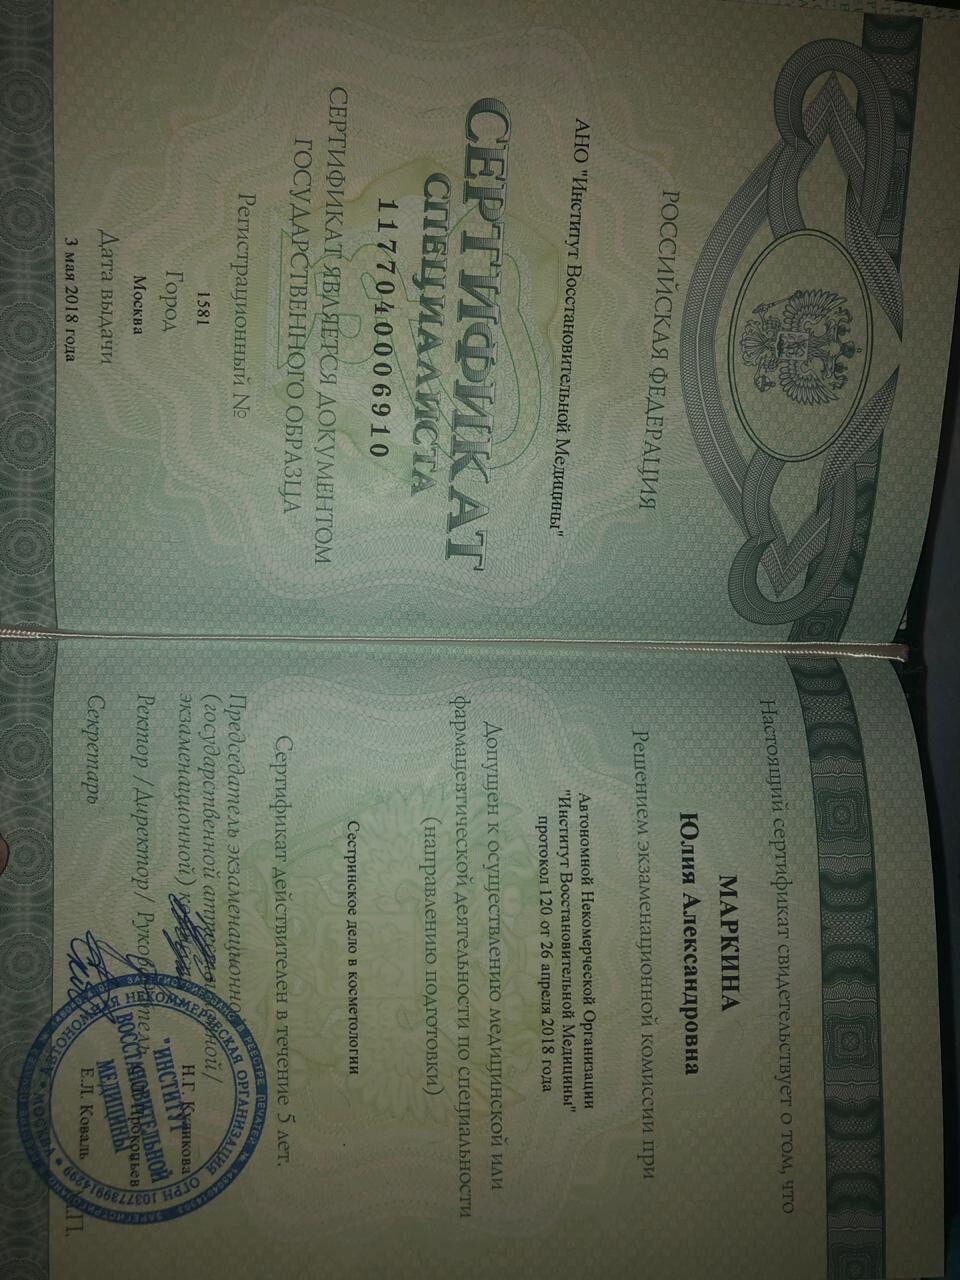 РОССИЙСКАЯ ФЕДЕРАЦИЯ
АНО "Институт Восстановительной Медицины"
СЕРТИФИКАТ
СПЕЦИАЛИСТА
1177040006910
СЕРТИФИКАТ ЯВЛЯЕТСЯ ДОКУМЕНТОМ
ГОСУДАРСТВЕННОГО ОБРАЗЦА
Регистрационный №
1581
Город
Москва
Дата выдачи
3 мая 2018 года
Настоящий сертификат свидетельствует о том, что
МАРКИНА
Юлия Александровна
Решением экзаменационной комиссии при
Автономной Некомерческой Организации
"Институт Восстановительной Медицины"
протокол 120 от 26 апреля 2018 года
Допущен к осуществлению медицинской или
фармацевтической деятельности по специальности
(направлению подготовки)
Сестринское дело в косметологии
Сертификат действителен в течение 5 лет.
Председатель экзаменационной
(государственной аттестационной/
экзаменационной)
Н.Г. Куликова
Ректор / Директор / Руководитель
Прокопьев
Секретарь
Е.Л. Коваль
АВТОНОМНАЯ НЕКОММЕРЧЕСКАЯ ОРГАНИЗАЦИЯ
ОГРН 1037739914299
МОСКВА
"ИНСТИТУТ
ВОССТАНОВИТЕЛЬНОЙ
МЕДИЦИНЫ